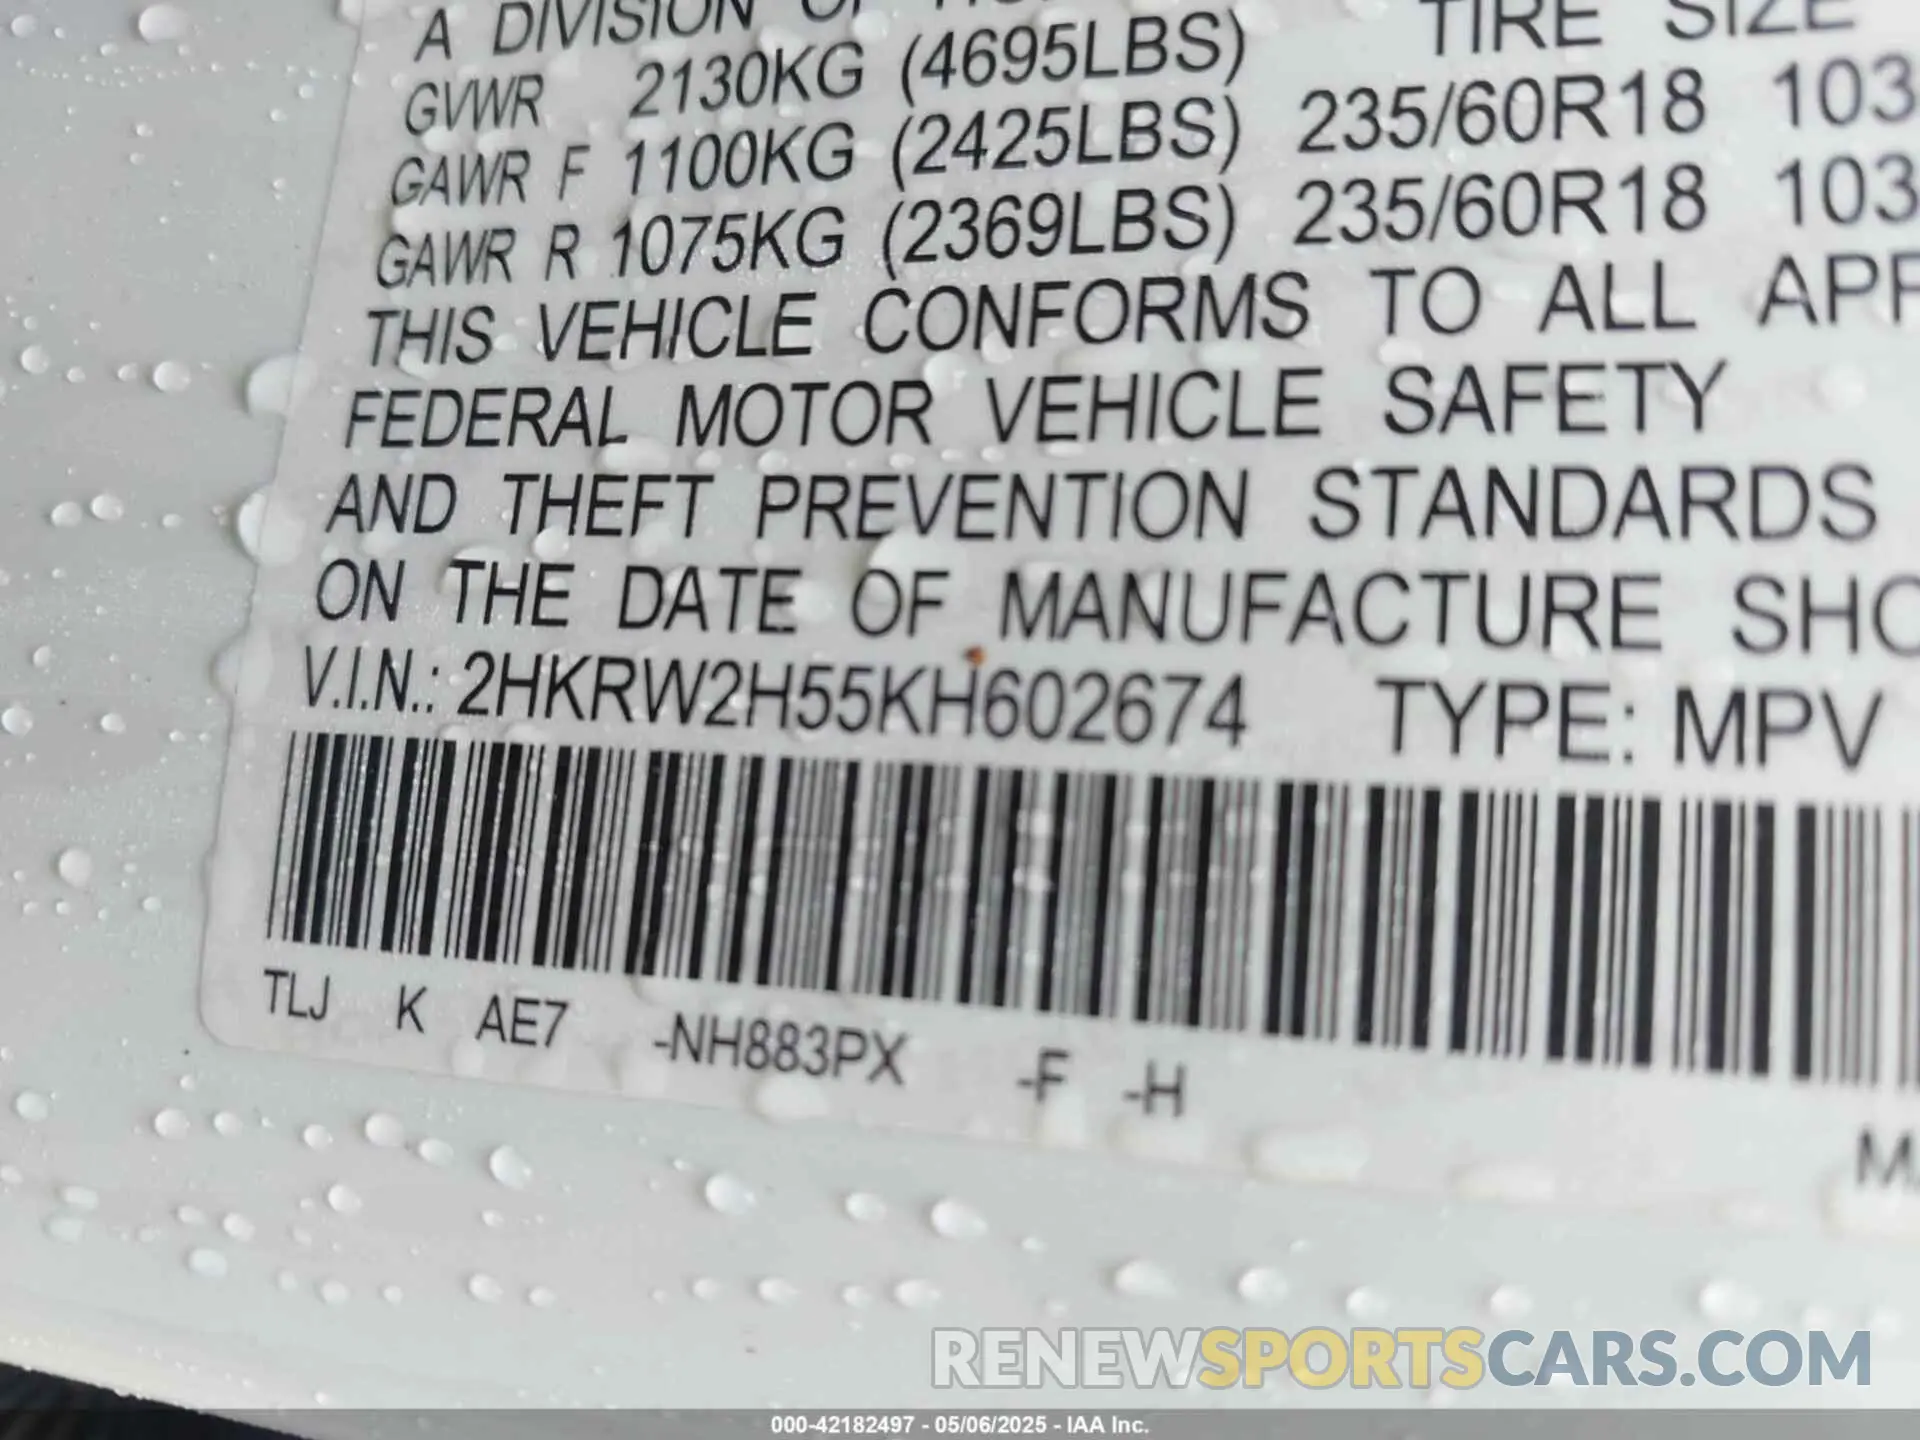 A DIVISION OF
TIRE SIZE
GVWR 2130KG (4695LBS)
GAWR F 1100KG (2425LBS) 235/60R18 103
GAWR R 1075KG (2369LBS) 235/60R18 103
THIS VEHICLE CONFORMS TO ALL
FEDERAL MOTOR VEHICLE SAFETY
AND THEFT PREVENTION STANDARDS
ON THE DATE OF MANUFACTURE
V.I.N.: 2HKRW2H55KH602674 TYPE: MPV
TLJ K AE7 -NH883PX -F -H
RENEWSPORTSCARS.COM
000-42182497 - 05/06/2025 - IAA Inc.